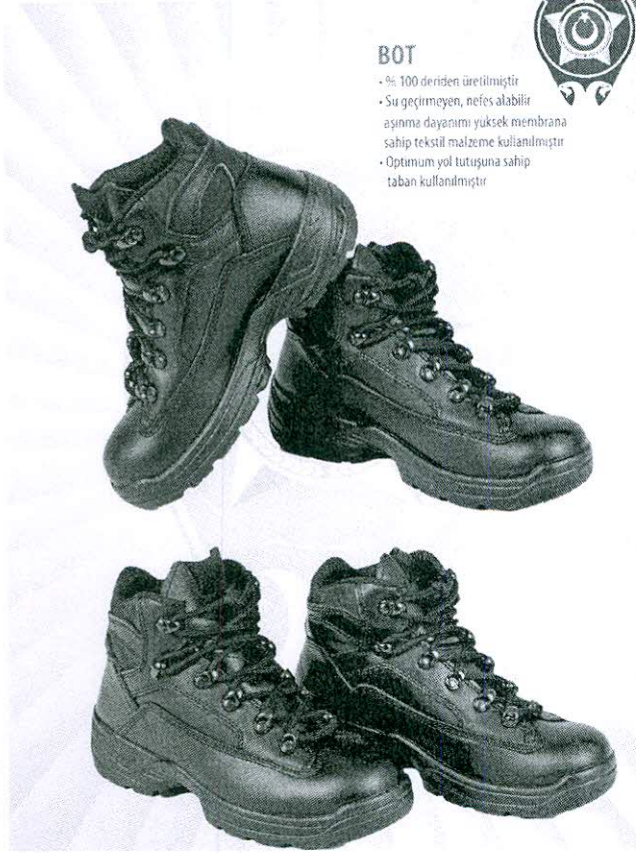 BOT
• % 100 deriden üretilmiştir
• Su geçirmeyen, nefes alabilir
aşınma dayanımı yüksek membrana
sahip tekstil malzeme kullanılmıştır
• Optimum yol tutuşuna sahip
taban kullanılmıştır